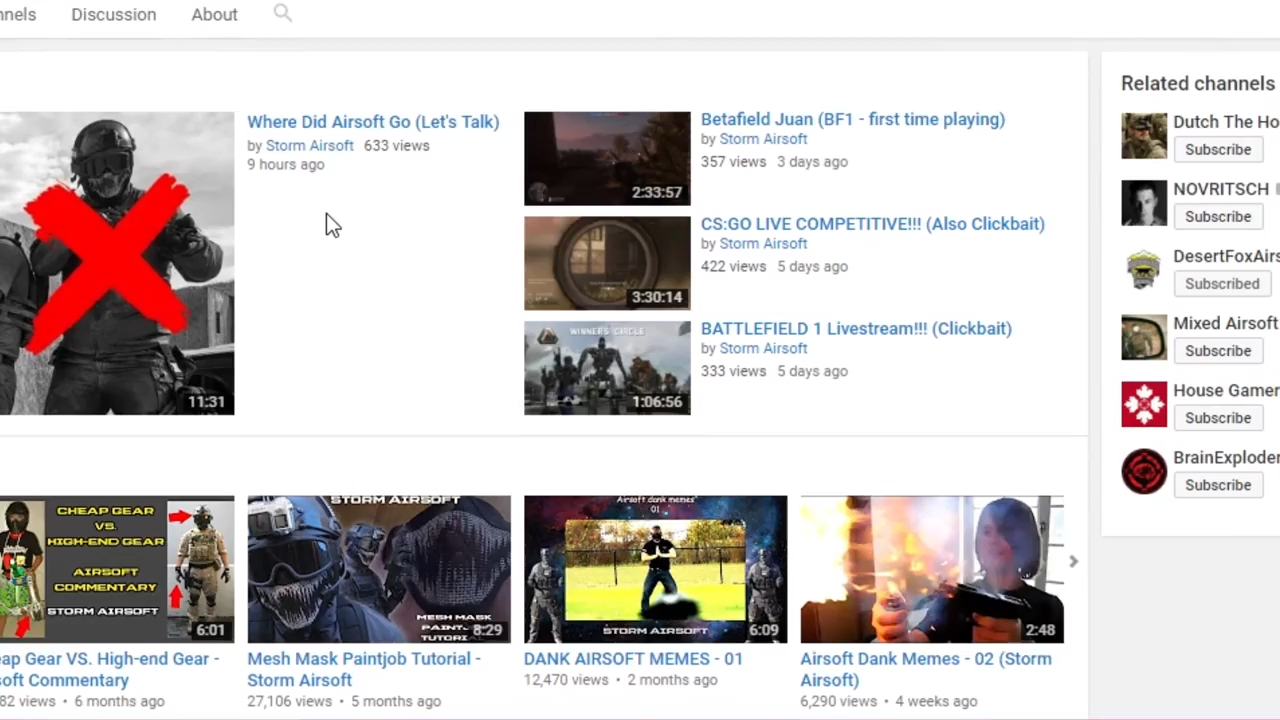 nnels
Discussion
About
Where Did Airsoft Go (Let's Talk)
by Storm Airsoft 633 views
9 hours ago
11:31
Betafield Juan (BF1 - first time playing)
by Storm Airsoft
357 views 3 days ago
2:33:57
CS:GO LIVE COMPETITIVE!!! (Also Clickbait)
by Storm Airsoft
422 views 5 days ago
3:30:14
WINNERS CIRCLE
BATTLEFIELD 1 Livestream!!! (Clickbait)
by Storm Airsoft
333 views 5 days ago
1:06:56
Related channels
Dutch The Ho
Subscribe
NOVRITSCH
Subscribe
DesertFoxAirs
Subscribed
Mixed Airsoft
Subscribe
House Gamer
Subscribe
BrainExploder
Subscribe
CHEAP GEAR
VS.
HIGH-END GEAR
AIRSOFT
COMMENTARY
STORM AIRSOFT
6:01
eap Gear VS. High-end Gear -
soft Commentary
82 views • 6 months ago
STORM AIRSOFT
MESH MASK
PAINT
TUTORI
8:29
Mesh Mask Paintjob Tutorial -
Storm Airsoft
27,106 views • 5 months ago
Airsoft dank memes"
01
STORM AIRSOFT
6:09
DANK AIRSOFT MEMES - 01
12,470 views • 2 months ago
2:48
Airsoft Dank Memes - 02 (Storm
Airsoft)
6,290 views • 4 weeks ago